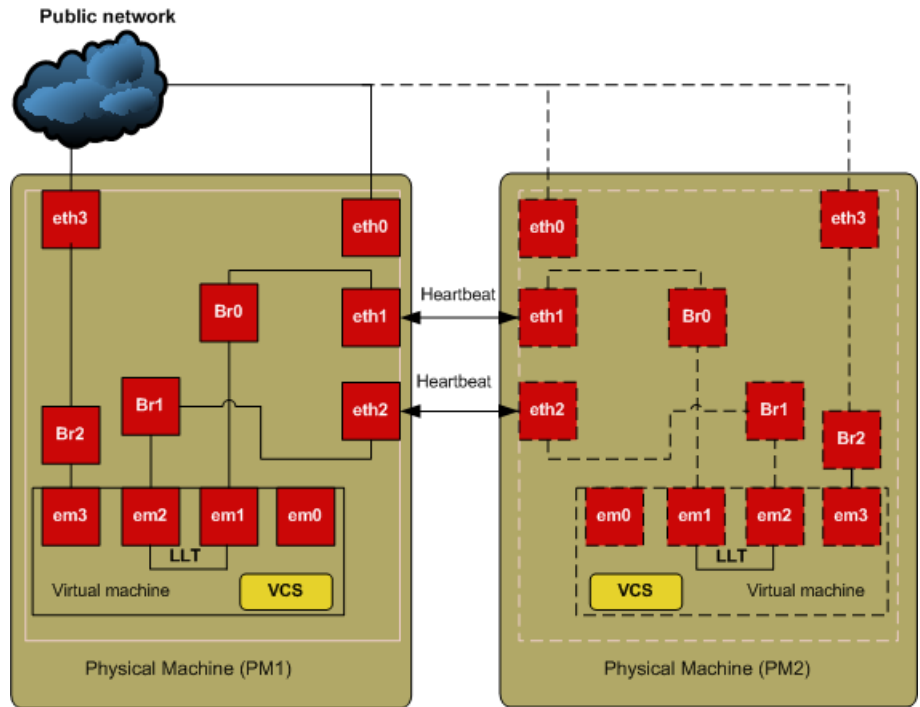 Public network
eth3
eth0
Br0
eth1
Br1
eth2
Br2
em3
em2
em1
em0
LLT
Virtual machine
VCS
Physical Machine (PM1)
Heartbeat
Heartbeat
eth0
eth3
eth1
Br0
eth2
Br1
Br2
em0
em1
em2
em3
LLT
VCS
Virtual machine
Physical Machine (PM2)